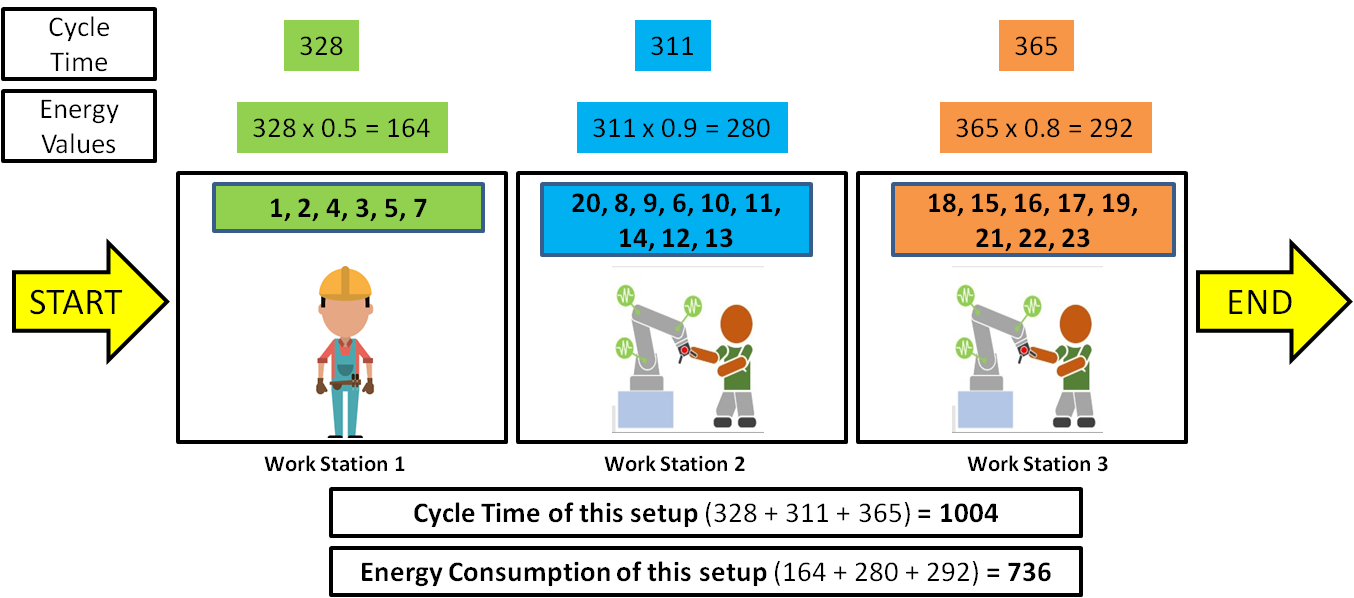 Cycle
Time
328
311
365
Energy
Values
328 x 0.5 = 164
311 x 0.9 = 280
365 x 0.8 = 292
1, 2, 4, 3, 5, 7
20, 8, 9, 6, 10, 11,
14, 12, 13
18, 15, 16, 17, 19,
21, 22, 23
START
END
Work Station 1
Work Station 2
Work Station 3
Cycle Time of this setup (328 + 311 + 365) = 1004
Energy Consumption of this setup (164 + 280 + 292) = 736